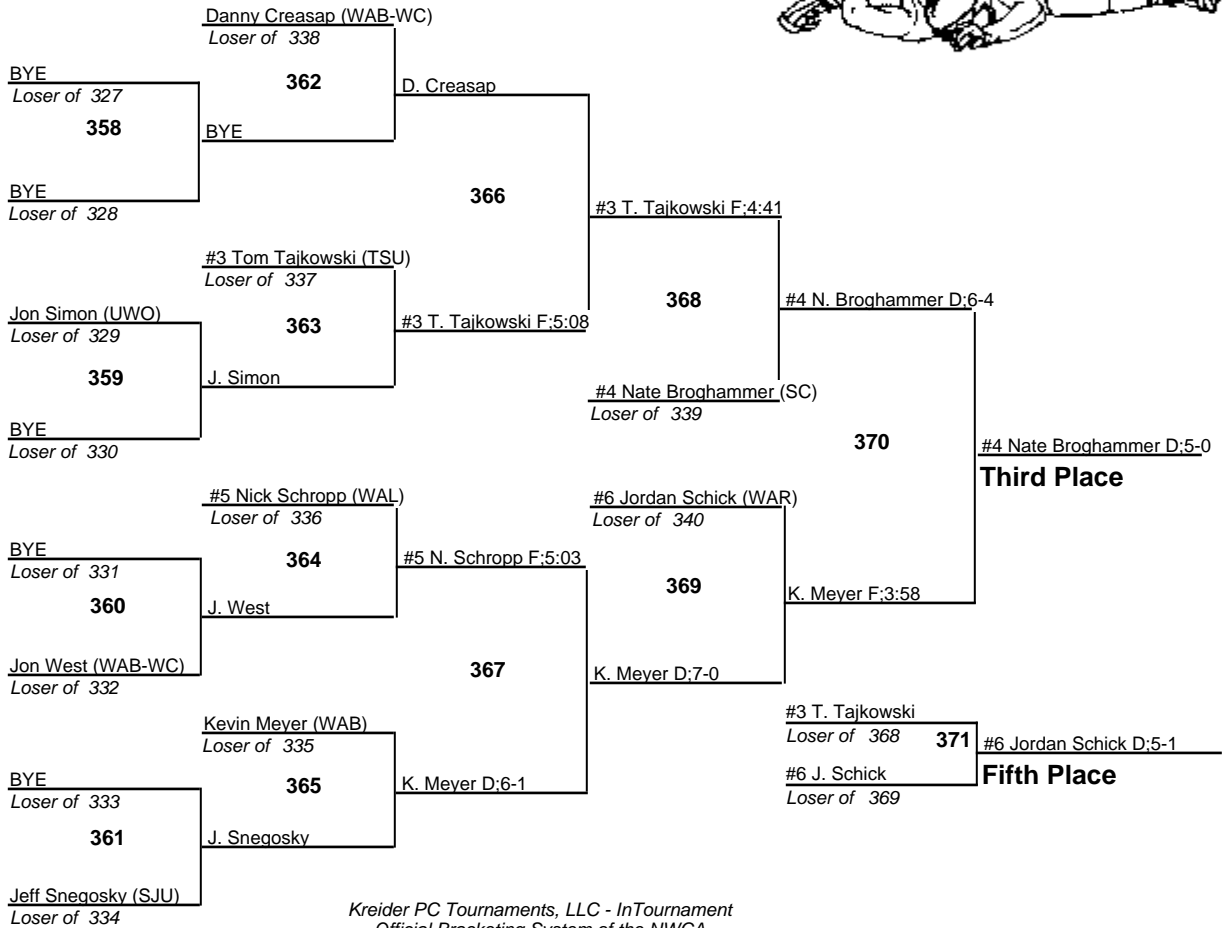 Danny Creasap (WAB-WC)
Loser of 338
BYE
Loser of 327
362
D. Creasap
358
BYE
BYE
Loser of 328
366
#3 T. Tajkowski F;4:41
#3 Tom Tajkowski (TSU)
Loser of 337
Jon Simon (UWO)
Loser of 329
363
#3 T. Tajkowski F;5:08
368
#4 N. Broghammer D;6-4
359
J. Simon
#4 Nate Broghammer (SC)
Loser of 339
BYE
Loser of 330
370
#4 Nate Broghammer D;5-0
Third Place
#5 Nick Schropp (WAL)
Loser of 336
#6 Jordan Schick (WAR)
Loser of 340
BYE
Loser of 331
364
#5 N. Schropp F;5:03
369
360
J. West
K. Meyer F;3:58
Jon West (WAB-WC)
Loser of 332
367
K. Meyer D;7-0
Kevin Meyer (WAB)
Loser of 335
#3 T. Tajkowski
Loser of 368
371
#6 Jordan Schick D;5-1
Fifth Place
BYE
Loser of 333
365
K. Meyer D;6-1
#6 J. Schick
Loser of 369
361
J. Snegosky
Jeff Snegosky (SJU)
Loser of 334
Kreider PC Tournaments, LLC - InTournament
Official Bracketing System of the NWCA